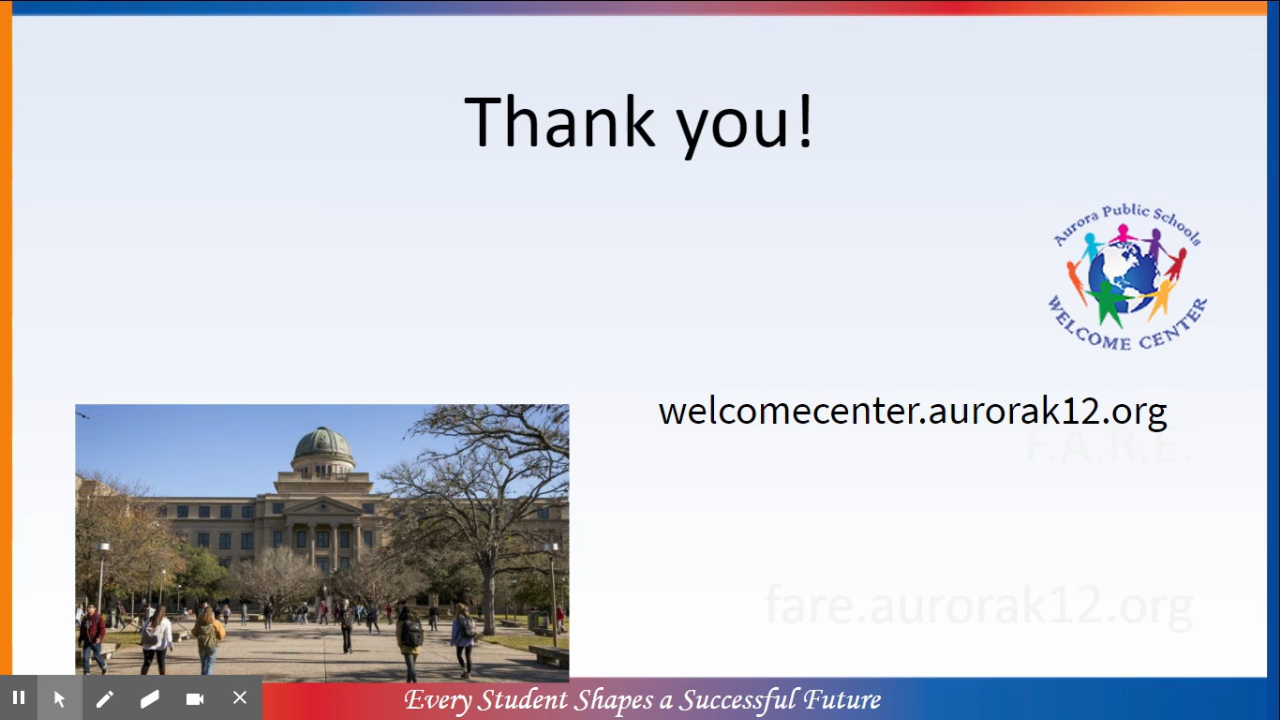 Thank you!
Aurora Public Schools
WELCOME CENTER
welcomecenter.aurorak12.org
F.A.R.E.
fare.aurorak12.org
Every Student Shapes a Successful Future